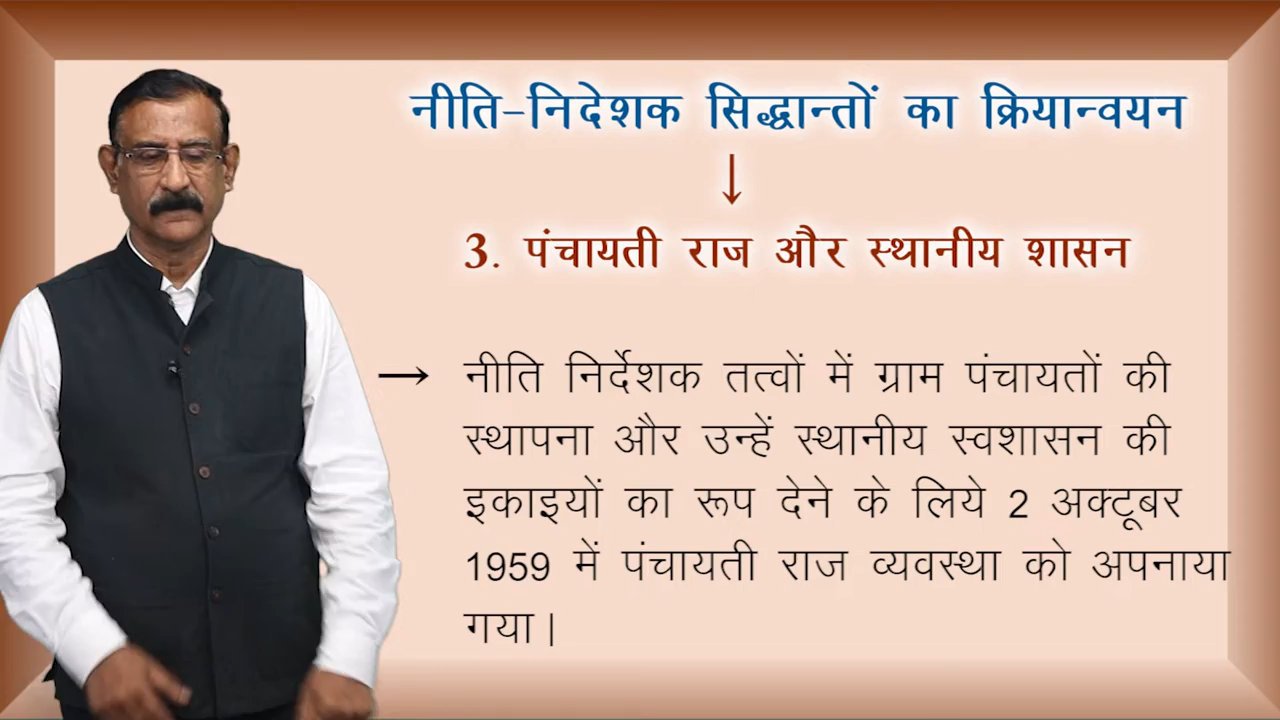 नीति-निदेशक सिद्धान्तों का क्रियान्वयन
↓
3. पंचायती राज और स्थानीय शासन
→ नीति निर्देशक तत्वों में ग्राम पंचायतों की
स्थापना और उन्हें स्थानीय स्वशासन की
इकाइयों का रूप देने के लिये 2 अक्टूबर
1959 में पंचायती राज व्यवस्था को अपनाया
गया।